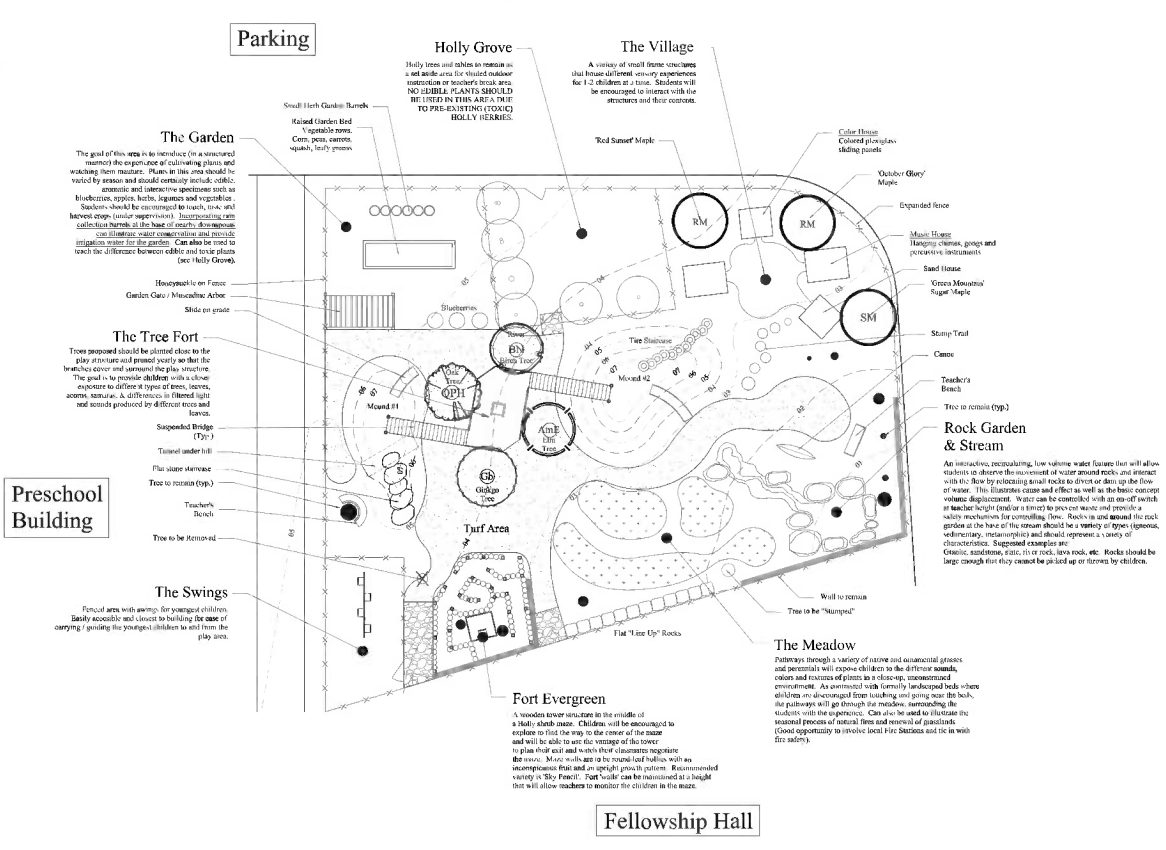 Parking
Holly Grove
Holly trees and tables to remain as
a set aside area for shaded outdoor
instruction or teacher's break area.
NO EDIBLE PLANTS SHOULD
BE USED IN THIS AREA DUE
TO PRE-EXISTING (TOXIC)
HOLLY BERRIES.
The Village
A variety of small frame structures
that house different sensory experiences
for 1-2 children at a time. Students will
be encouraged to interact with the
structures and their contents.
Small Herb Garden Barrels
Raised Garden Bed
Vegetable rows.
Corn, peas, carrots,
squash, leafy greens
The Garden
The goal of this area is to introduce (in a structured
manner) the experience of cultivating plants and
watching them mature. Plants in this area should be
varied by season and should certainly include edible,
aromatic and interactive specimens such as
blueberries, apples, herbs, legumes and vegetables .
Students should be encouraged to touch, taste and
harvest crops (under supervision). Incorporating rain
collection barrels at the base of nearby downspouts
can illustrate water conservation and provide
irrigation water for the garden. Can also be used to
teach the difference between edible and toxic plants
(see Holly Grove).
'Red Sunset' Maple
Color House
Colored plexiglass
sliding panels
'October Glory'
Maple
Expanded fence
Music House
Hanging chimes, gongs and
percussive instruments
Sand House
'Green Mountain'
Sugar Maple
Stump Trail
Canoe
Teacher's
Bench
Tree to remain (typ.)
RM
RM
SM
Honeysuckle on Fence
Garden Gate / Muscadine Arbor
Slide on grade
Blueberries
The Tree Fort
Trees proposed should be planted close to the
play structure and pruned yearly so that the
branches cover and surround the play structure.
The goal is to provide children with a closer
exposure to different types of trees, leaves,
acorns, samaras, & differences in filtered light
and sounds produced by different trees and
leaves.
River
BN
Birch Tree
Oak
Tree
QPH
AmE
Elm
Tree
Gb
Ginkgo
Tree
Tire Staircase
Mound #2
Mound #1
Suspended Bridge
(Typ.)
Tunnel under hill
Flat stone staircase
Tree to remain (typ.)
Teacher's
Bench
Tree to be Removed
Turf Area
Preschool
Building
Rock Garden
& Stream
An interactive, recirculating, low volume water feature that will allow
students to observe the movement of water around rocks and interact
with the flow by relocating small rocks to divert or dam up the flow
of water. This illustrates cause and effect as well as the basic concept
volume displacement. Water can be controlled with an on-off switch
at teacher height (and/or a timer) to prevent waste and provide a
safety mechanism for controlling flow. Rocks in and around the rock
garden at the base of the stream should be a variety of types (igneous,
sedimentary, metamorphic) and should represent a variety of
characteristics. Suggested examples are
Granite, sandstone, slate, river rock, lava rock, etc. Rocks should be
large enough that they cannot be picked up or thrown by children.
The Swings
Fenced area with swings for youngest children.
Easily accesible and closest to building for ease of
carrying / guiding the youngest children to and from the
play area.
Wall to remain
Tree to be "Stumped"
Flat "Line Up" Rocks
The Meadow
Pathways through a variety of native and ornamental grasses
and perennials will expose children to the different sounds,
colors and textures of plants in a close-up, unconstrained
environment. As contrasted with formally landscaped beds where
children are discouraged from touching and going near the beds,
the pathways will go through the meadow, surrounding the
students with the experience. Can also be used to illustrate the
seasonal process of natural fires and renewal of grasslands
(Good opportunity to involve local Fire Stations and tie in with
fire safety).
Fort Evergreen
A wooden tower structure in the middle of
a Holly shrub maze. Children will be encouraged to
explore to find the way to the center of the maze
and will be able to use the vantage of the tower
to plan their exit and watch their classmates negotiate
the maze. Maze walls are to be round-leaf hollies with an
inconspicuous fruit and an upright growth pattern. Recommended
variety is 'Sky Pencil'. Fort 'walls' can be maintained at a height
that will allow teachers to monitor the children in the maze.
Fellowship Hall